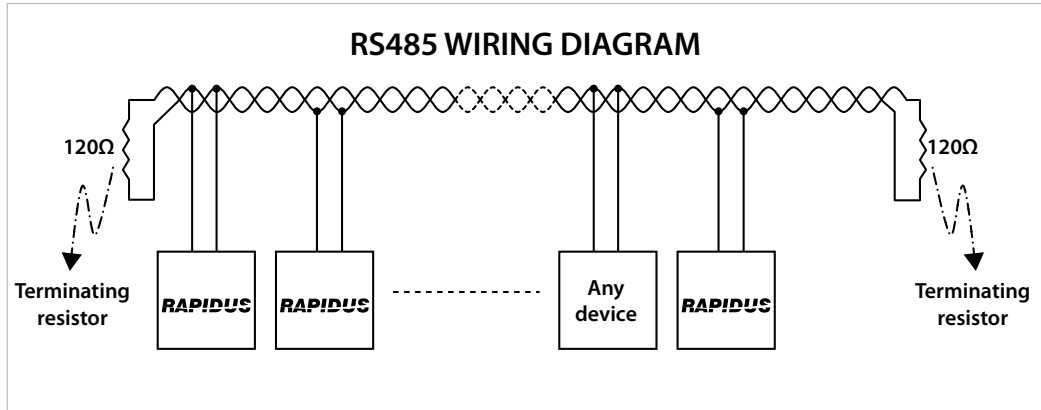 RS485 WIRING DIAGRAM
120Ω
120Ω
Terminating
resistor
RAPIDUS
RAPIDUS
Any
device
RAPIDUS
Terminating
resistor